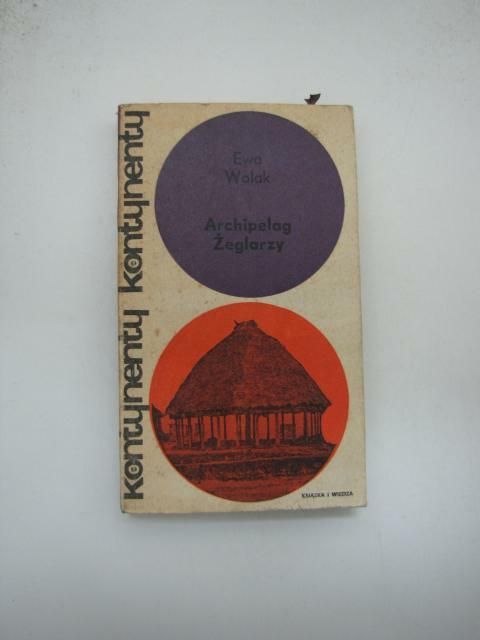 Ewa
Wolak
Archipelag
Żeglarzy
kontynenty kontynenty
KSIĄŻKA I WIEDZA